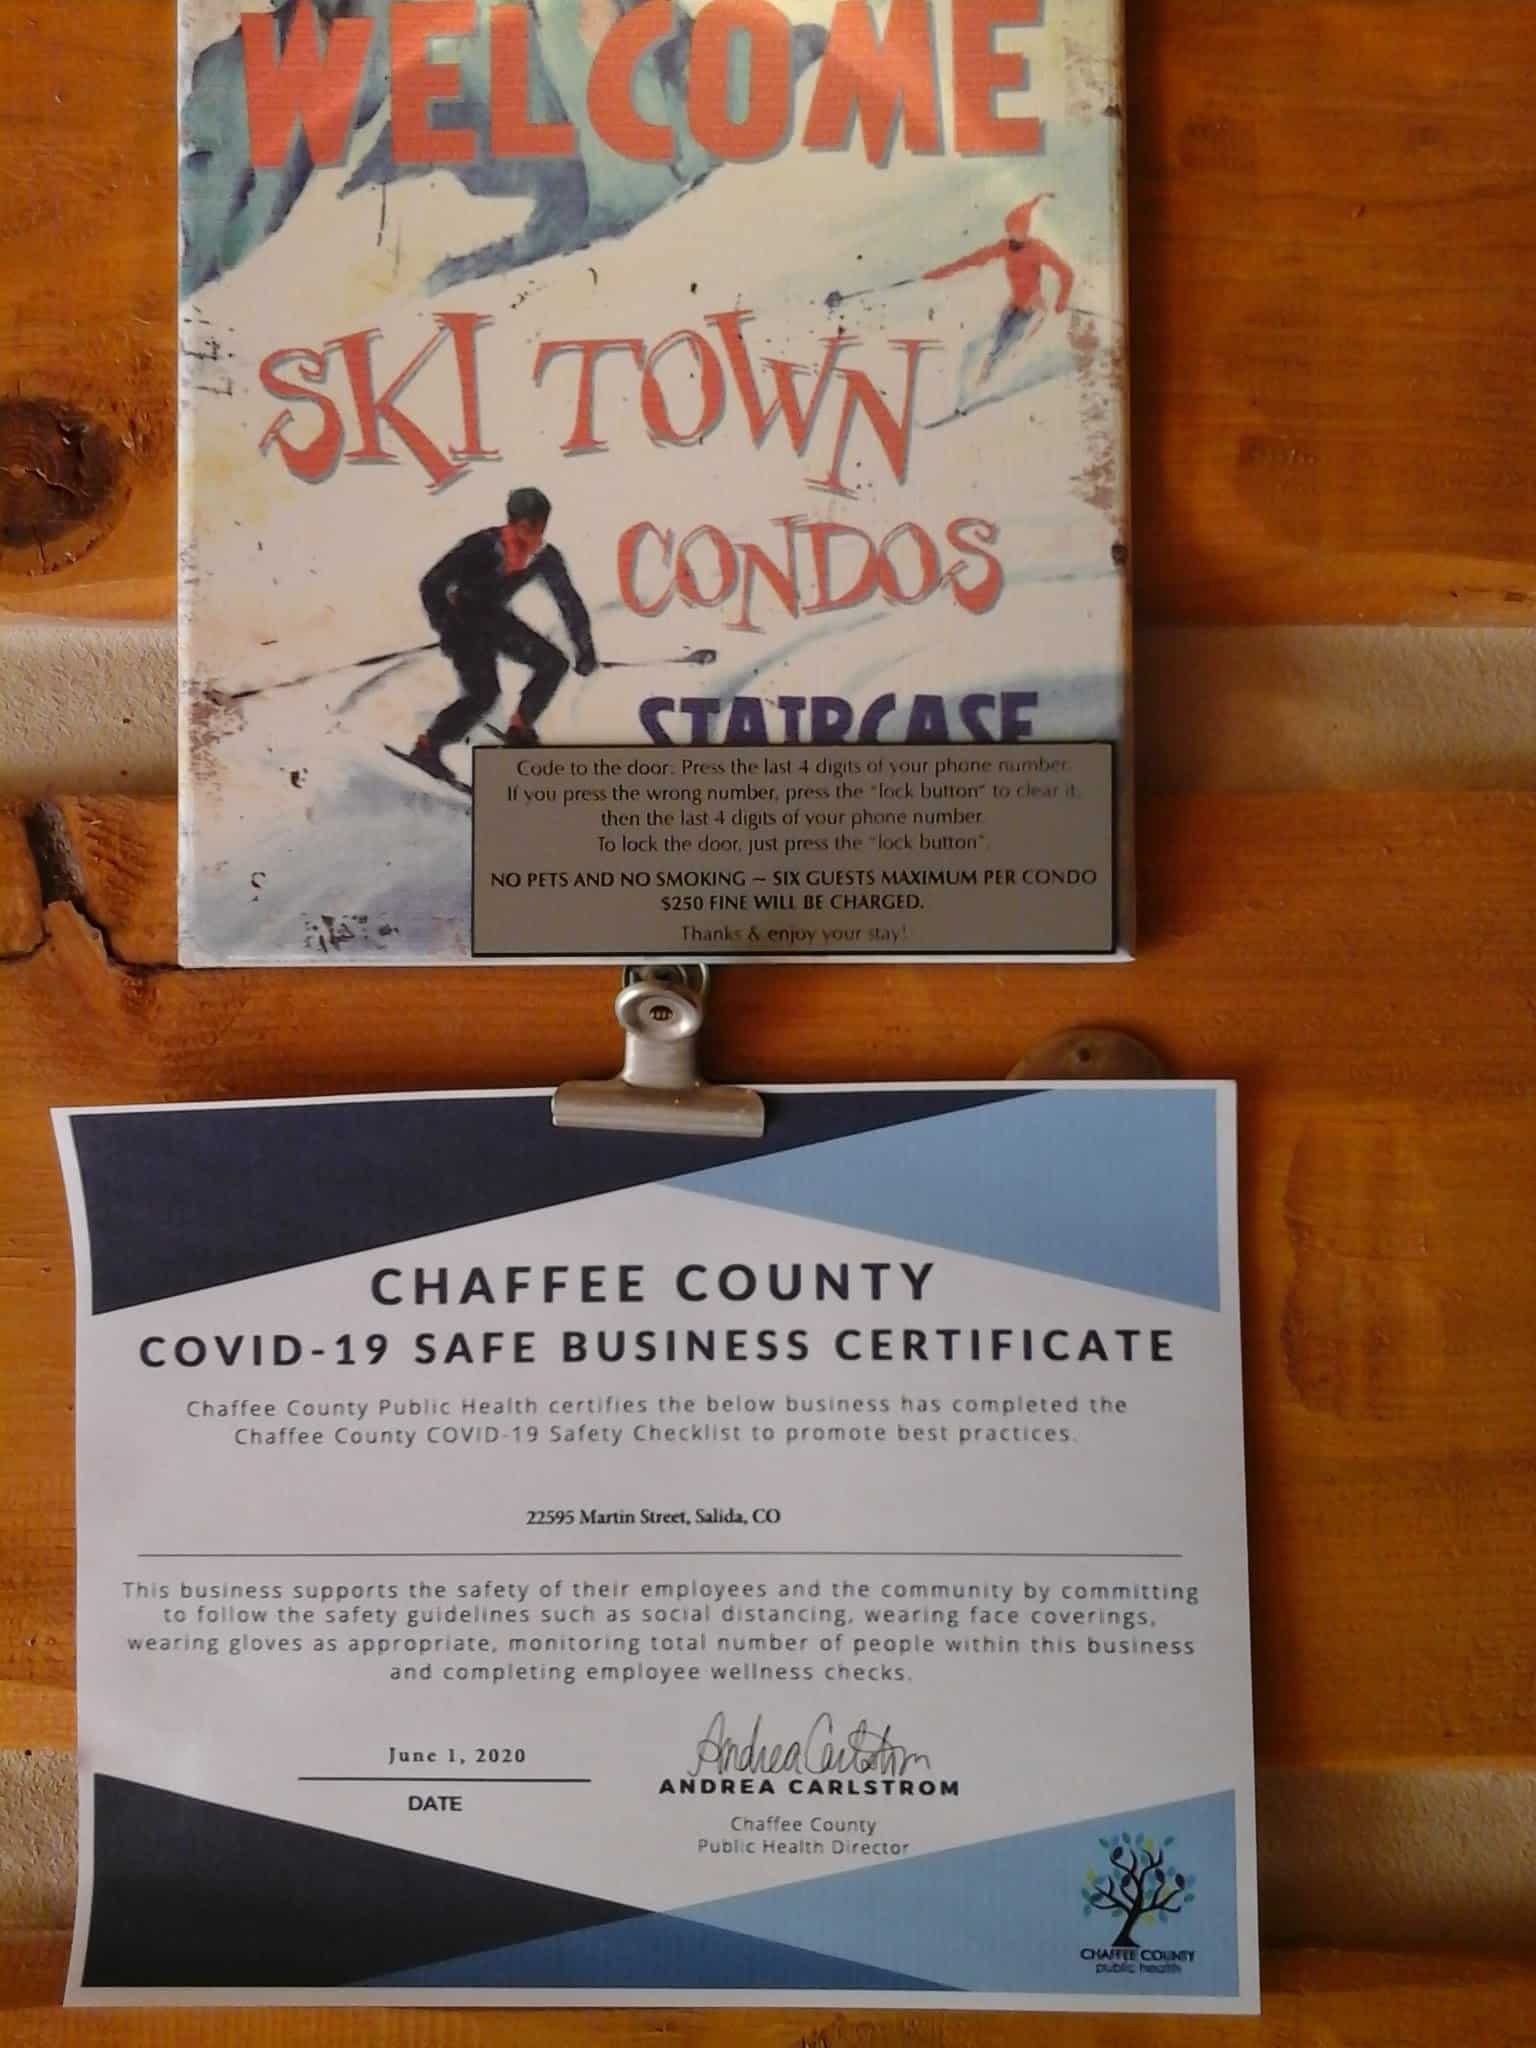 WELCOME
SKI TOWN
CONDOS
STAIRCASE
Code to the door: Press the last 4 digits of your phone number.
If you press the wrong number, press the "lock button" to clear it,
then the last 4 digits of your phone number.
To lock the door, just press the "lock button".
NO PETS AND NO SMOKING ~ SIX GUESTS MAXIMUM PER CONDO
$250 FINE WILL BE CHARGED.
Thanks & enjoy your stay!
CHAFFEE COUNTY
COVID-19 SAFE BUSINESS CERTIFICATE
Chaffee County Public Health certifies the below business has completed the
Chaffee County COVID-19 Safety Checklist to promote best practices.
22595 Martin Street, Salida, CO
This business supports the safety of their employees and the community by committing
to follow the safety guidelines such as social distancing, wearing face coverings,
wearing gloves as appropriate, monitoring total number of people within this business
and completing employee wellness checks.
June 1, 2020
DATE
Andrea Carlstrom
ANDREA CARLSTROM
Chaffee County
Public Health Director
CHAFFEE COUNTY
public health